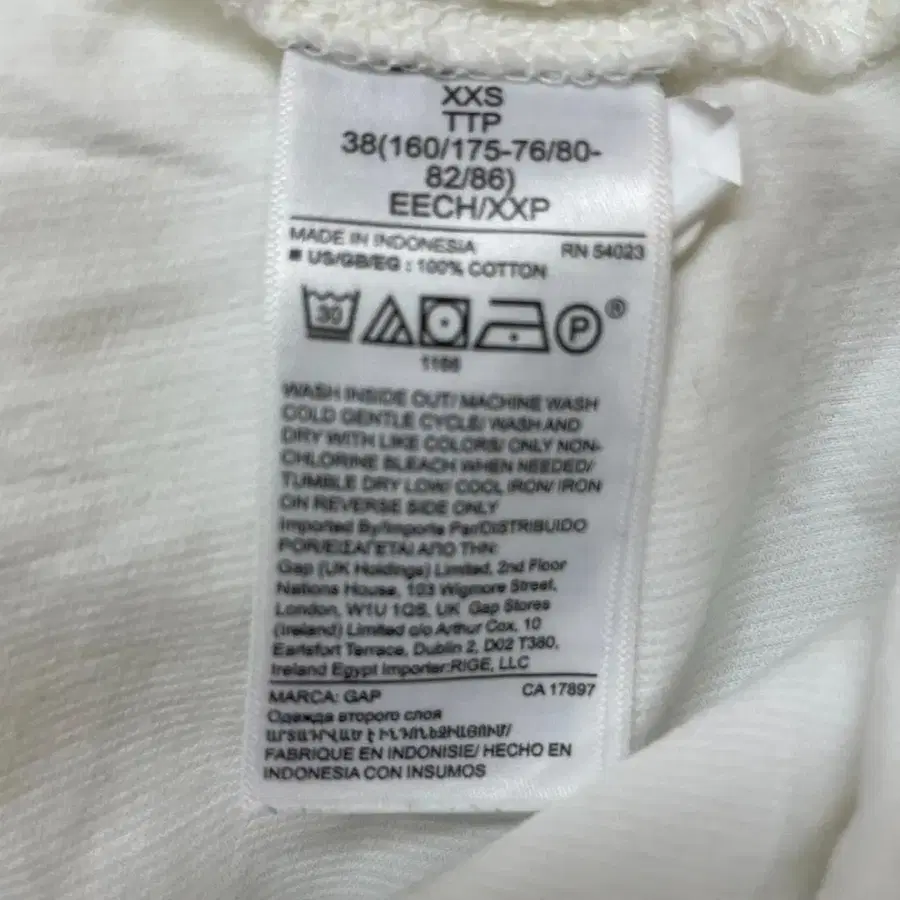 XXS
TTP
38(160/175-76/80-
82/86)
EECH/XXP
MADE IN INDONESIA RN 54023
■ US/GB/EG : 100% COTTON
30 P ®
1166
WASH INSIDE OUT/ MACHINE WASH
COLD GENTLE CYCLE/ WASH AND
DRY WITH LIKE COLORS/ ONLY NON-
CHLORINE BLEACH WHEN NEEDED/
TUMBLE DRY LOW/ COOL IRON/ IRON
ON REVERSE SIDE ONLY
Imported By/Importe Par/DISTRIBUIDO
POR/ΕΙΣΑΓΕΤΑΙ ΑΠΟ ΤΗΝ:
Gap (UK Holdings) Limited, 2nd Floor
Nations House, 103 Wigmore Street,
London, W1U 1QS, UK Gap Stores
(Ireland) Limited c/o Arthur Cox, 10
Earlsfort Terrace, Dublin 2, D02 T380,
Ireland Egypt Importer:RIGE, LLC
MARCA: GAP CA 17897
Одежда второго слоя
FABRIQUE EN INDONISIE/ HECHO EN
INDONESIA CON INSUMOS